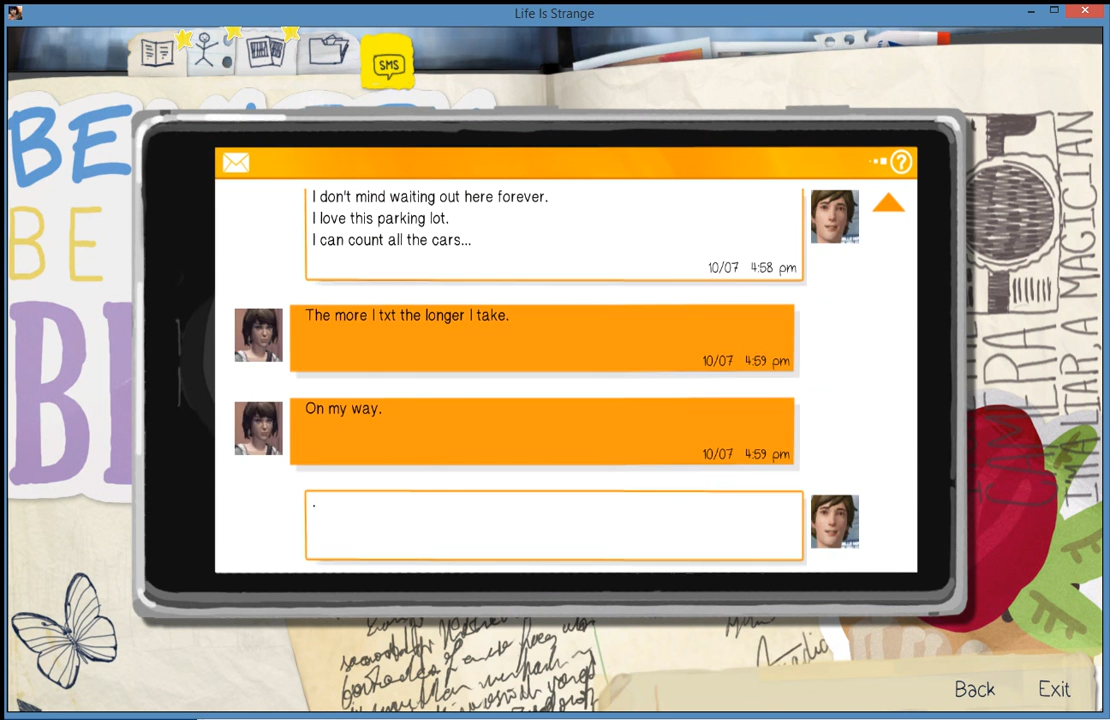 Life Is Strange
SMS
BE
BE
?
I don't mind waiting out here forever.
I love this parking lot.
I can count all the cars...
10/07 4:58 pm
The more I txt the longer I take.
10/07 4:59 pm
On my way.
10/07 4:59 pm
.
CAMERA
I'M A LIAR, A MAGICIAN
Back
Exit